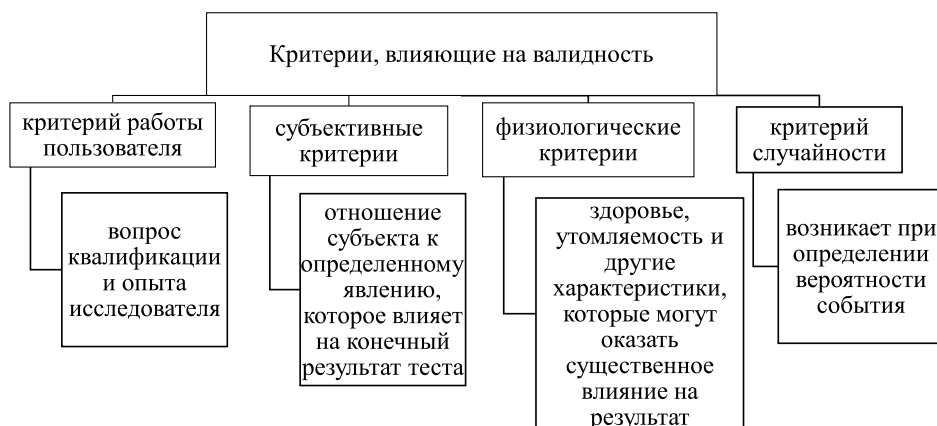 Критерии, влияющие на валидность
критерий работы
пользователя
вопрос
квалификации
и опыта
исследователя
субъективные
критерии
отношение
субъекта к
определенному
явлению,
которое влияет
на конечный
результат теста
физиологические
критерии
здоровье,
утомляемость и
другие
характеристики,
которые могут
оказать
существенное
влияние на
результат
критерий
случайности
возникает при
определении
вероятности
события